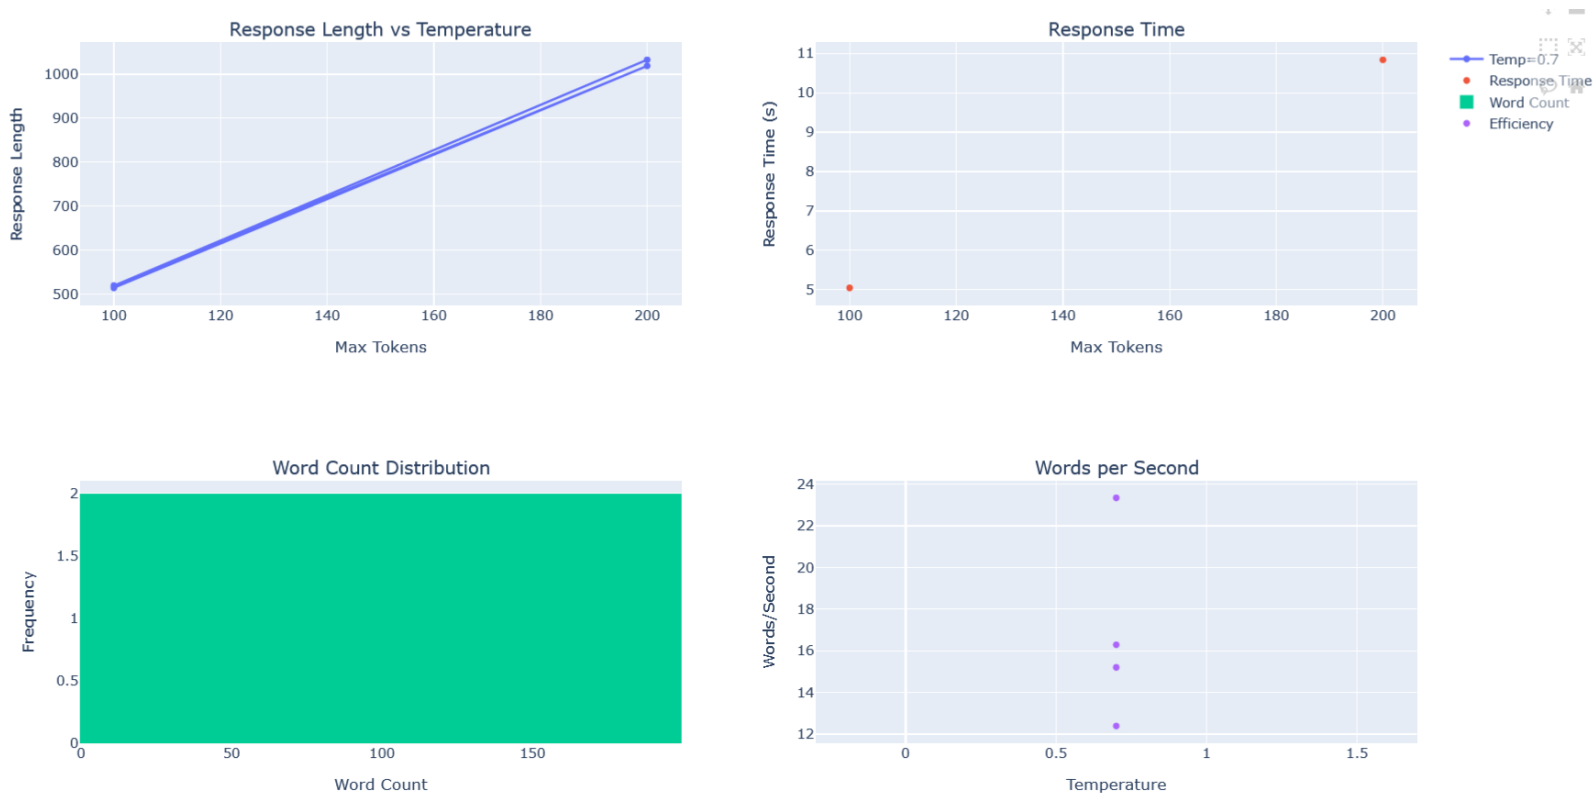 Response Length vs Temperature
Response Length
1000
900
800
700
600
500
100 120 140 160 180 200
Max Tokens
Response Time
Response Time (s)
11
10
9
8
7
6
5
100 120 140 160 180 200
Max Tokens
Temp=0.7
Response Time
Word Count
Efficiency
Word Count Distribution
Frequency
2
1.5
1
0.5
0
0 50 100 150
Word Count
Words per Second
Words/Second
24
22
20
18
16
14
12
0 0.5 1 1.5
Temperature